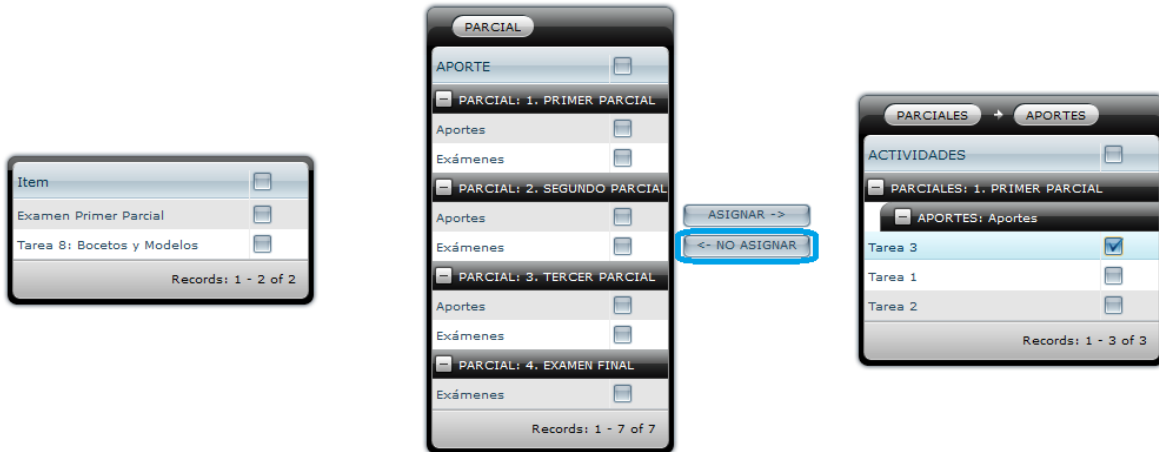 Item
Examen Primer Parcial
Tarea 8: Bocetos y Modelos
Records: 1 - 2 of 2
PARCIAL
APORTE
PARCIAL: 1. PRIMER PARCIAL
Aportes
Exámenes
PARCIAL: 2. SEGUNDO PARCIAL
Aportes
Exámenes
PARCIAL: 3. TERCER PARCIAL
Aportes
Exámenes
PARCIAL: 4. EXAMEN FINAL
Exámenes
Records: 1 - 7 of 7
ASIGNAR ->
<- NO ASIGNAR
PARCIALES → APORTES
ACTIVIDADES
PARCIALES: 1. PRIMER PARCIAL
APORTES: Aportes
Tarea 3
Tarea 1
Tarea 2
Records: 1 - 3 of 3